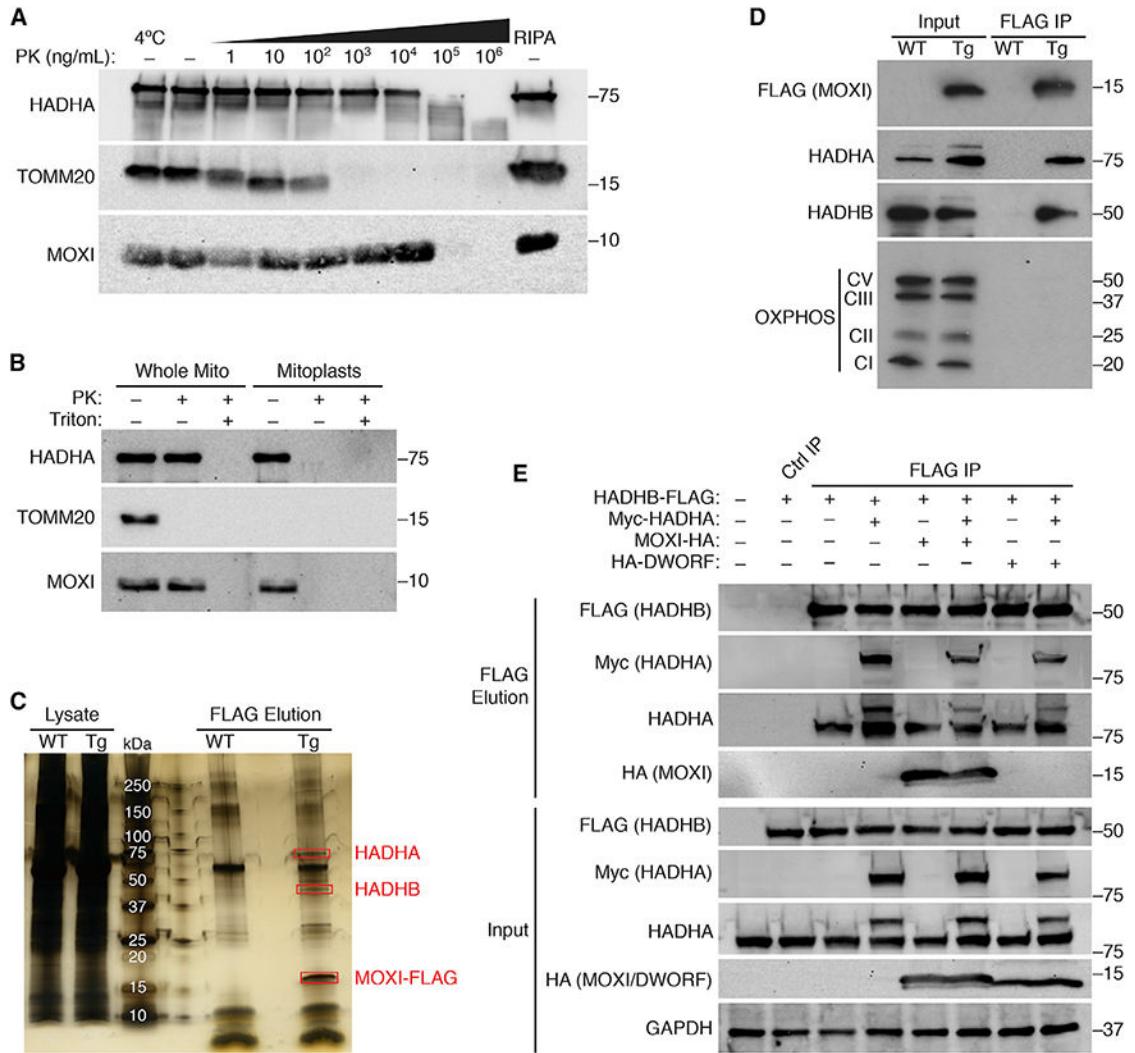 A
4ºC
RIPA
PK (ng/mL): – – 1 10 10² 10³ 10⁴ 10⁵ 10⁶ –
HADHA –75
TOMM20 –15
MOXI –10
B
Whole Mito Mitoplasts
PK: – + + – + +
Triton: – – + – – +
HADHA –75
TOMM20 –15
MOXI –10
C
Lysate FLAG Elution
WT Tg kDa WT Tg
250
150
100
75 HADHA
50 HADHB
37
25
20
15 MOXI-FLAG
10
D
Input FLAG IP
WT Tg WT Tg
FLAG (MOXI) –15
HADHA –75
HADHB –50
OXPHOS
CV –50
CIII –37
CII –25
CI –20
E
Ctrl IP
FLAG IP
HADHB-FLAG: – + + + + + + +
Myc-HADHA: – – – + – + – +
MOXI-HA: – – – – + + – –
HA-DWORF: – – – – – – + +
FLAG Elution
FLAG (HADHB) –50
Myc (HADHA) –75
HADHA –75
HA (MOXI) –15
Input
FLAG (HADHB) –50
Myc (HADHA) –75
HADHA –75
HA (MOXI/DWORF) –15
GAPDH –37